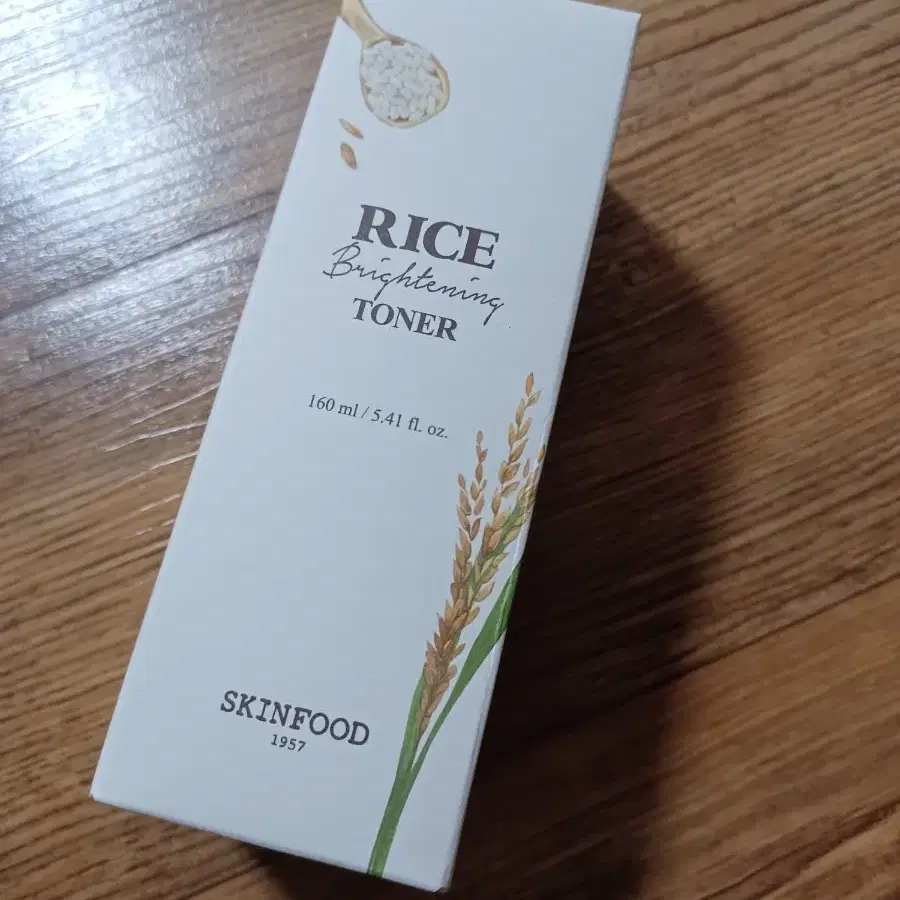 RICE
Brightening
TONER
160 ml / 5.41 fl. oz.
SKINFOOD
1957